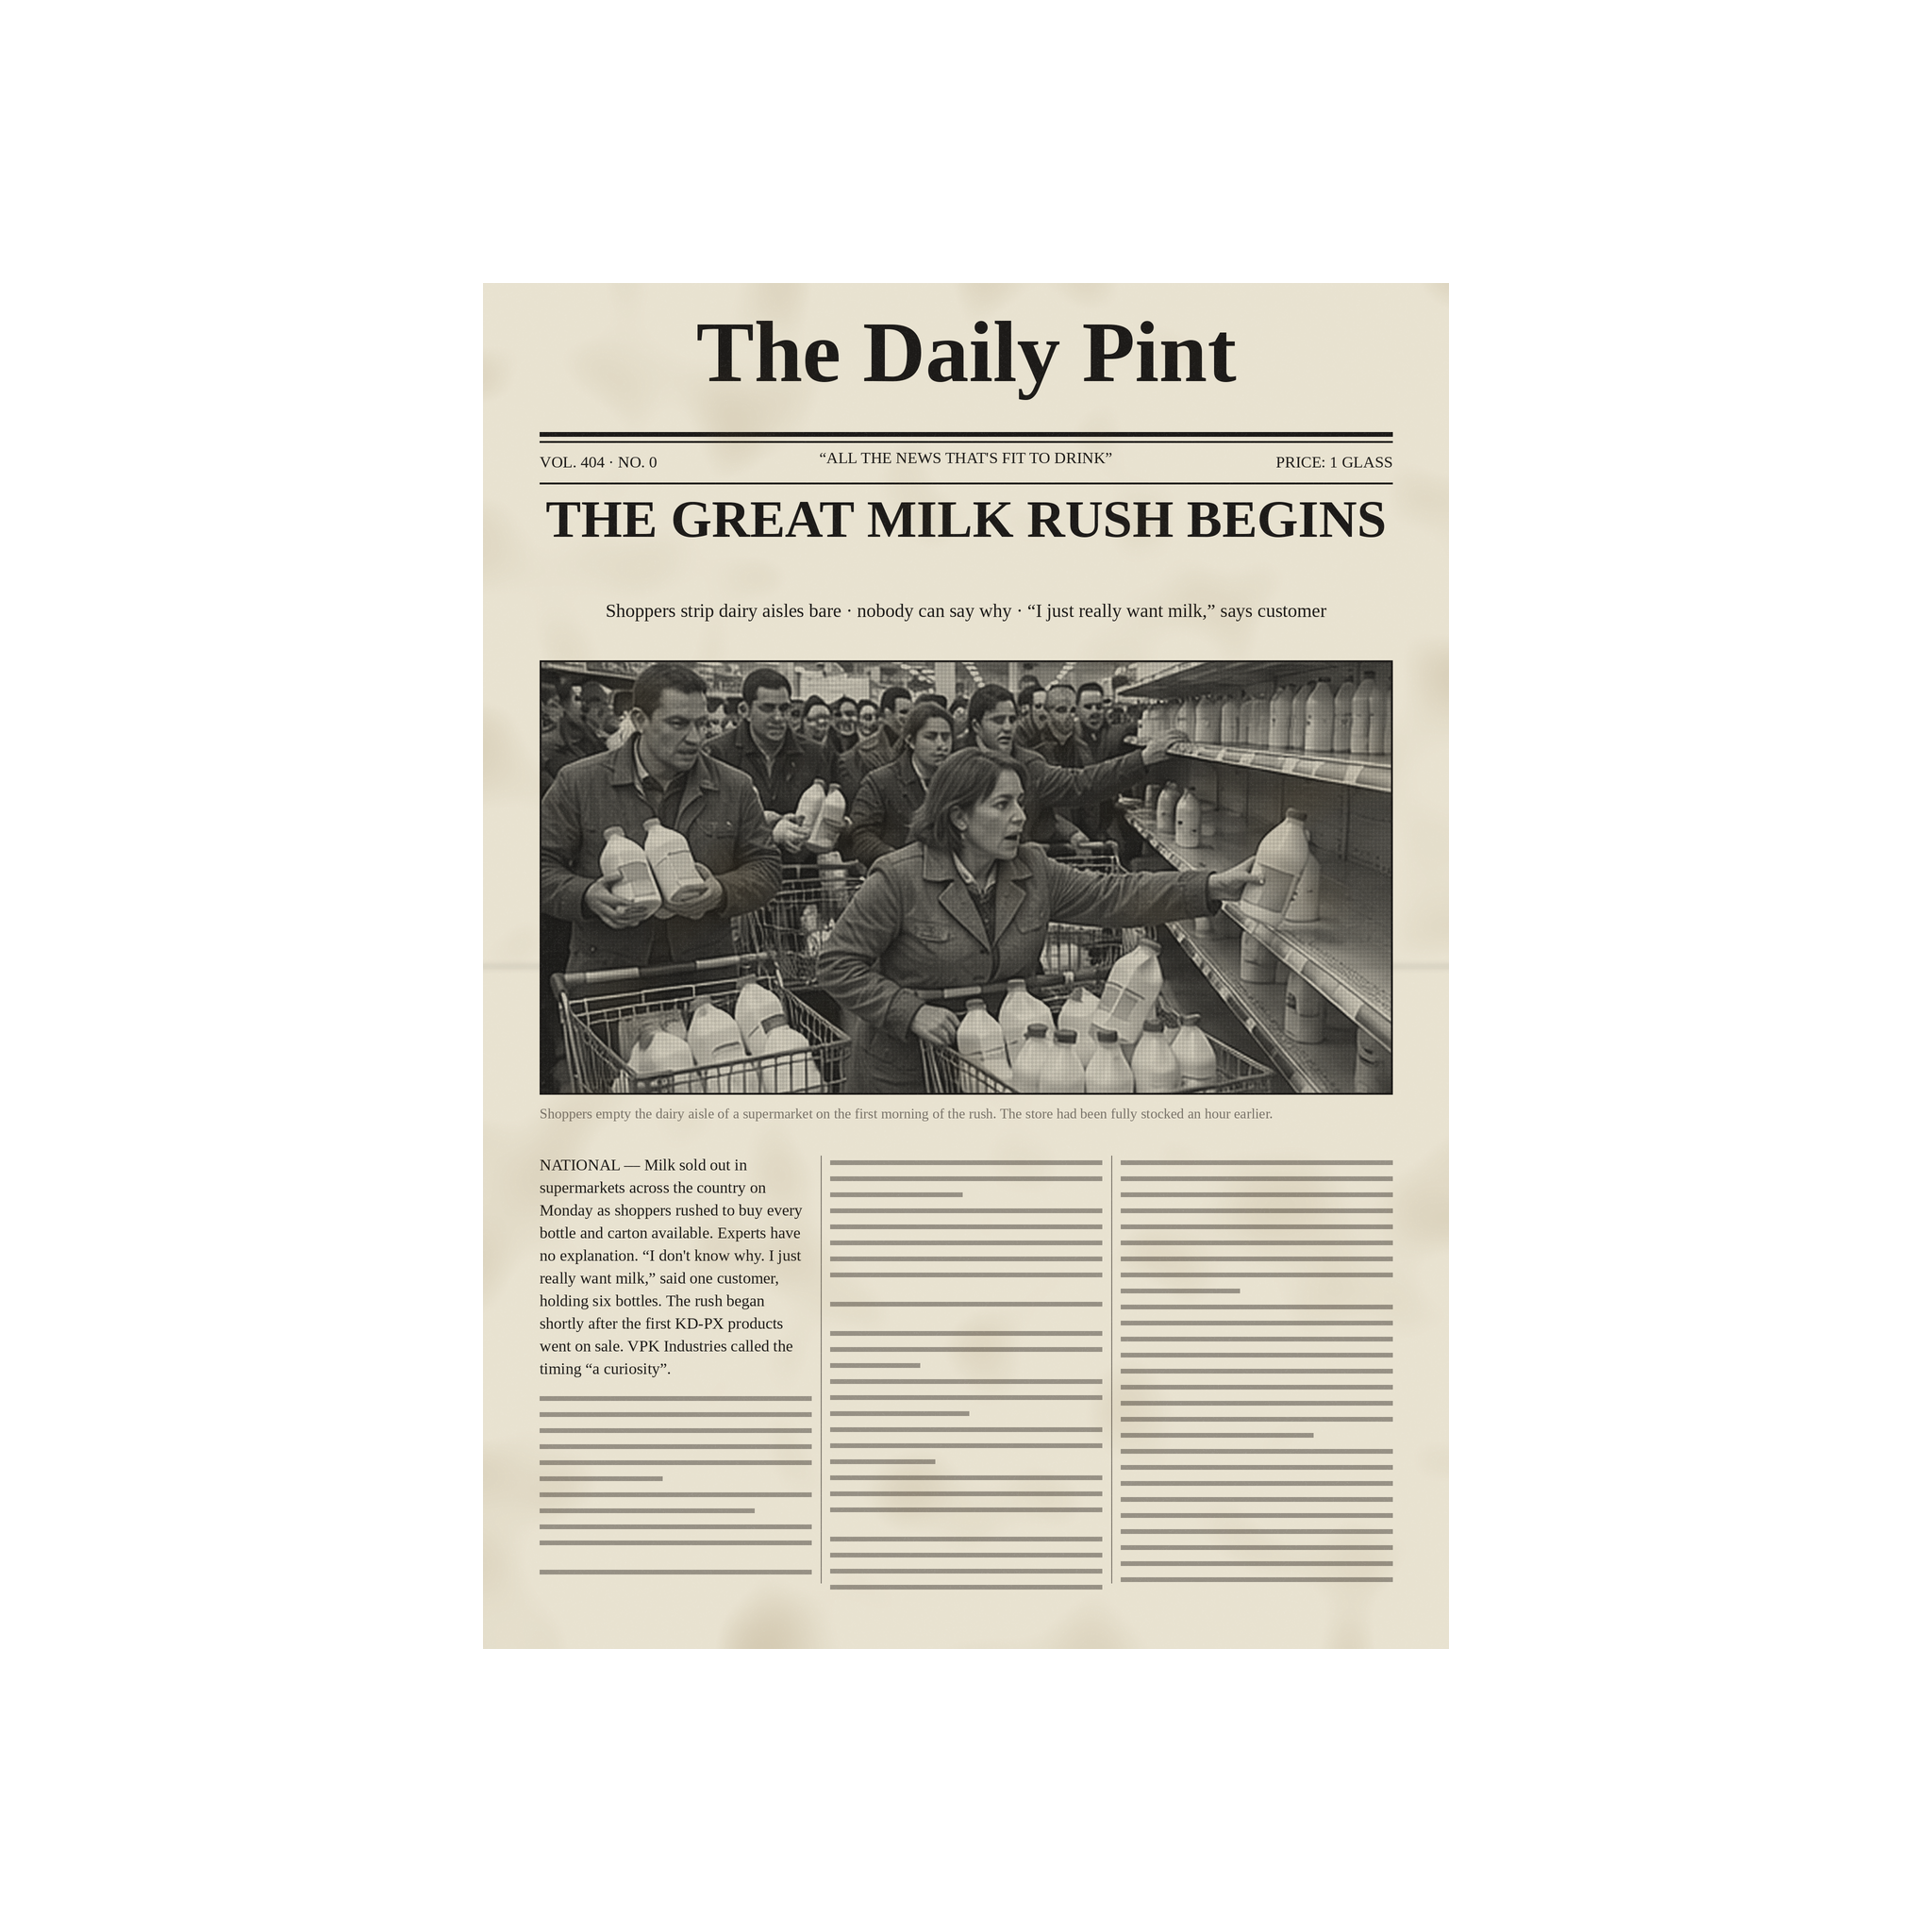 The Daily Pint
VOL. 404 · NO. 0
“ALL THE NEWS THAT'S FIT TO DRINK”
PRICE: 1 GLASS
THE GREAT MILK RUSH BEGINS
Shoppers strip dairy aisles bare · nobody can say why · “I just really want milk,” says customer
Shoppers empty the dairy aisle of a supermarket on the first morning of the rush. The store had been fully stocked an hour earlier.
NATIONAL — Milk sold out in
supermarkets across the country on
Monday as shoppers rushed to buy every
bottle and carton available. Experts have
no explanation. “I don't know why. I just
really want milk,” said one customer,
holding six bottles. The rush began
shortly after the first KD-PX products
went on sale. VPK Industries called the
timing “a curiosity”.